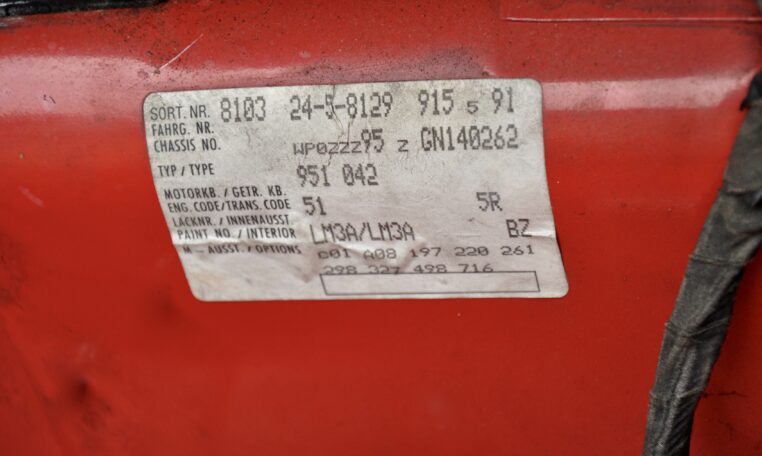 SORT. NR. 8103 24-5-8129 915 5 91
FAHRG. NR.
CHASSIS NO. WP0ZZZ95 Z GN140262
TYP / TYPE 951 042
MOTORKB. / GETR. KB.
ENG. CODE/TRANS. CODE 51 5R
LACKNR. / INNENAUSST.
PAINT NO. / INTERIOR LM3A/LM3A BZ
M - AUSST. / OPTIONS C01 A08 197 220 261
298 327 498 716